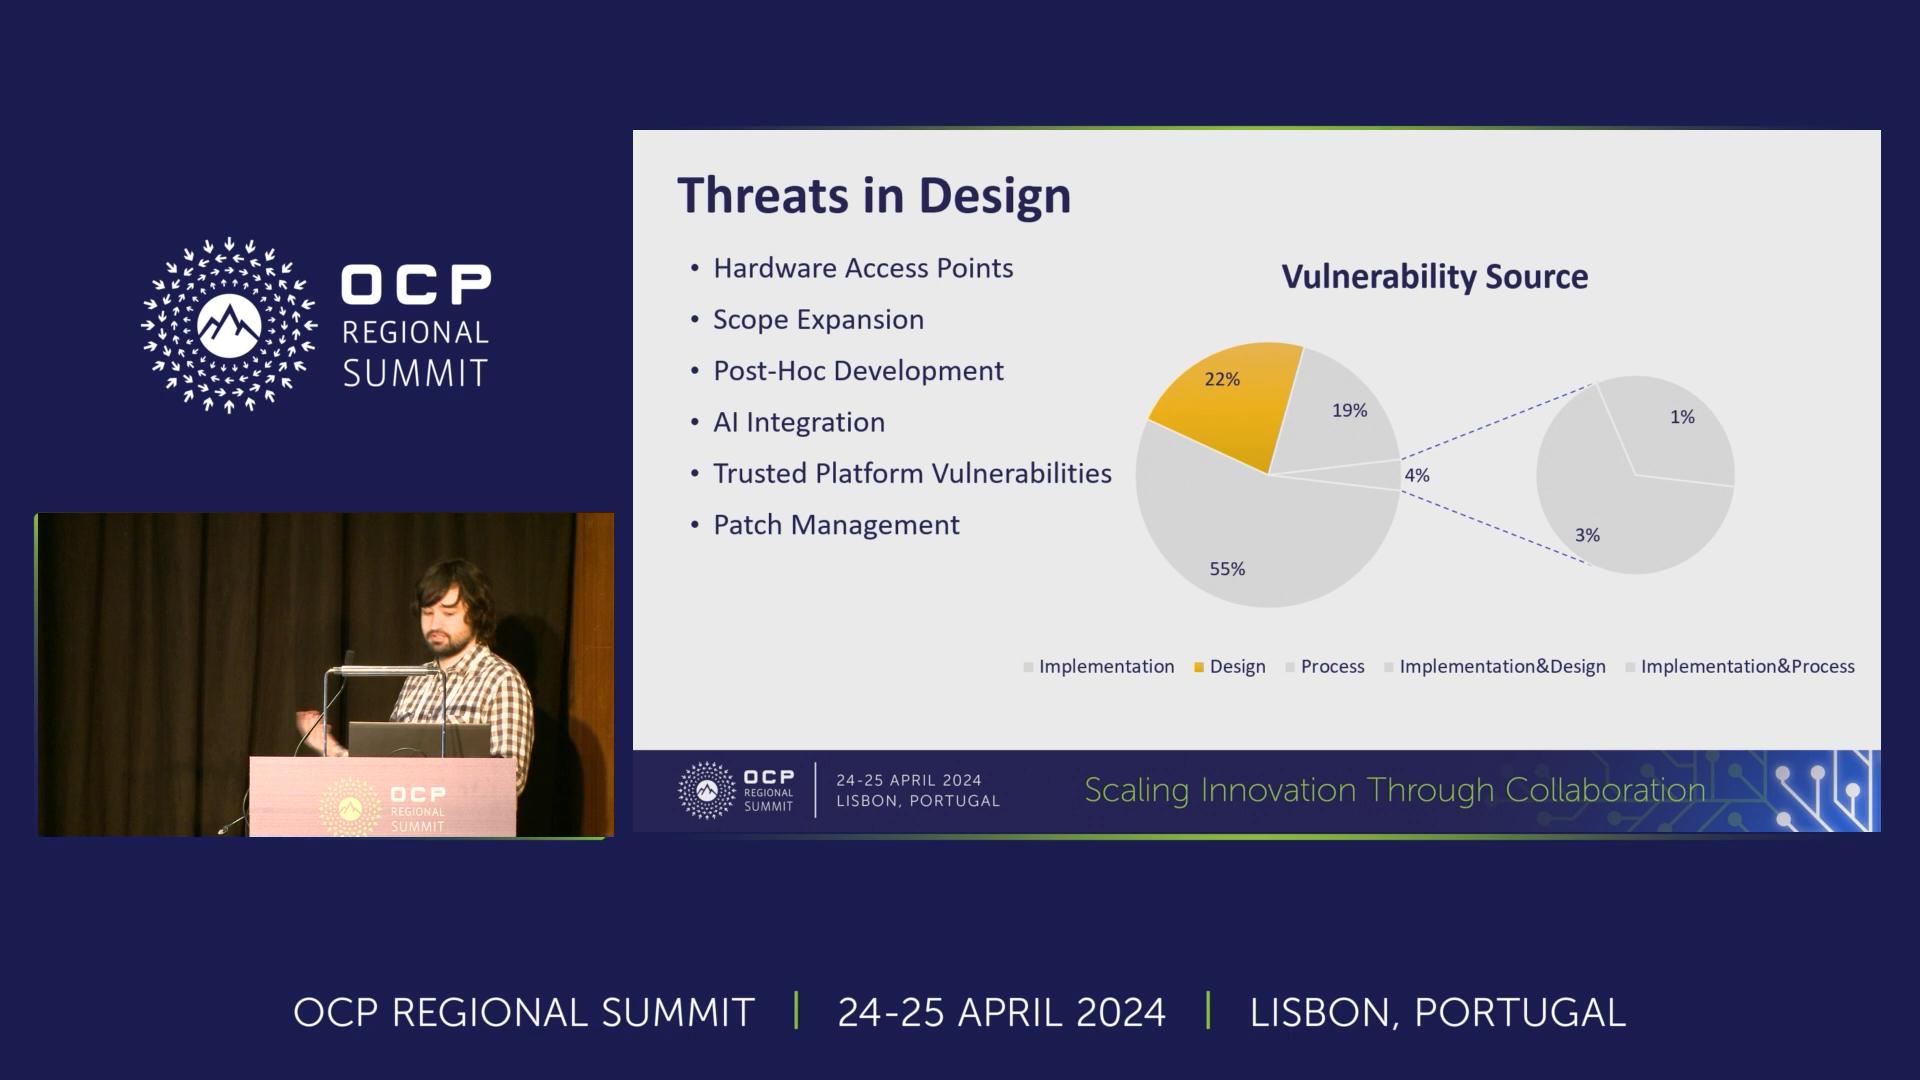 OCP
REGIONAL
SUMMIT
Threats in Design
• Hardware Access Points
• Scope Expansion
• Post-Hoc Development
• AI Integration
• Trusted Platform Vulnerabilities
• Patch Management
Vulnerability Source
22%
19%
4%
55%
1%
3%
Implementation Design Process Implementation&Design Implementation&Process
OCP
REGIONAL
SUMMIT
24-25 APRIL 2024
LISBON, PORTUGAL
Scaling Innovation Through Collaboration
OCP
REGIONAL
SUMMIT
OCP REGIONAL SUMMIT | 24-25 APRIL 2024 | LISBON, PORTUGAL